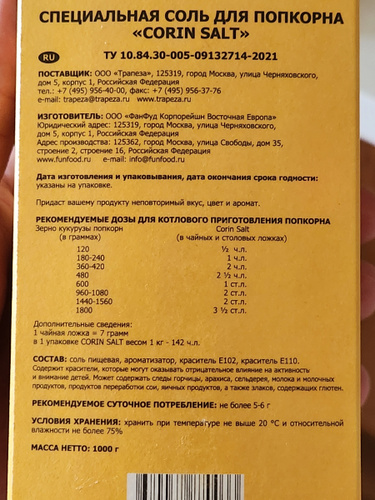 СПЕЦИАЛЬНАЯ СОЛЬ ДЛЯ ПОПКОРНА
«CORIN SALT»
RU ТУ 10.84.30-005-09132714-2021
ПОСТАВЩИК: ООО «Трапеза», 125319, город Москва, улица Черняховского,
дом 5, корпус 1, Российская Федерация
тел.: +7 (495) 956-40-00, факс: +7 (495) 956-37-76
e-mail: trapeza@trapeza.ru www.trapeza.ru
ИЗГОТОВИТЕЛЬ: ООО «ФанФуд Корпорейшн Восточная Европа»
Юридический адрес: 125319, город Москва, улица Черняховского,
дом 5, корпус 1, Российская Федерация
Адрес производства: 125362, город Москва, улица Свободы, дом 35,
строение 2, строение 16, Российская Федерация
www.funfood.ru e-mail: info@funfood.ru
Дата изготовления и упаковывания, дата окончания срока годности:
указаны на упаковке.
Придаст вашему продукту неповторимый вкус, цвет и аромат.
РЕКОМЕНДУЕМЫЕ ДОЗЫ ДЛЯ КОТЛОВОГО ПРИГОТОВЛЕНИЯ ПОПКОРНА
Зерно кукурузы попкорн Corin Salt
(в граммах) (в чайных и столовых ложках)
120 ½ ч.л.
180-240 1 ч.л.
360-420 2 ч.л.
480 2 ½ ч.л.
600 1 ст.л.
960-1080 2 ст.л.
1440-1560 2 ст.л.
1800 3 ½ ст.л.
Дополнительные сведения:
1 чайная ложка = 7 грамм
в 1 упаковке CORIN SALT весом 1 кг - 142 ч.л.
СОСТАВ: соль пищевая, ароматизатор, краситель Е102, краситель Е110.
Содержит красители, которые могут оказывать отрицательное влияние на активность
и внимание детей. Может содержать следы горчицы, арахиса, сельдерея, молока и молочных
продуктов, продуктов переработки сои, яичных продуктов, а также злаков, содержащих глютен.
РЕКОМЕНДУЕМОЕ СУТОЧНОЕ ПОТРЕБЛЕНИЕ: не более 5-6 г
УСЛОВИЯ ХРАНЕНИЯ: хранить при температуре не выше 20 °С и относительной
влажности не более 75%
МАССА НЕТТО: 1000 г